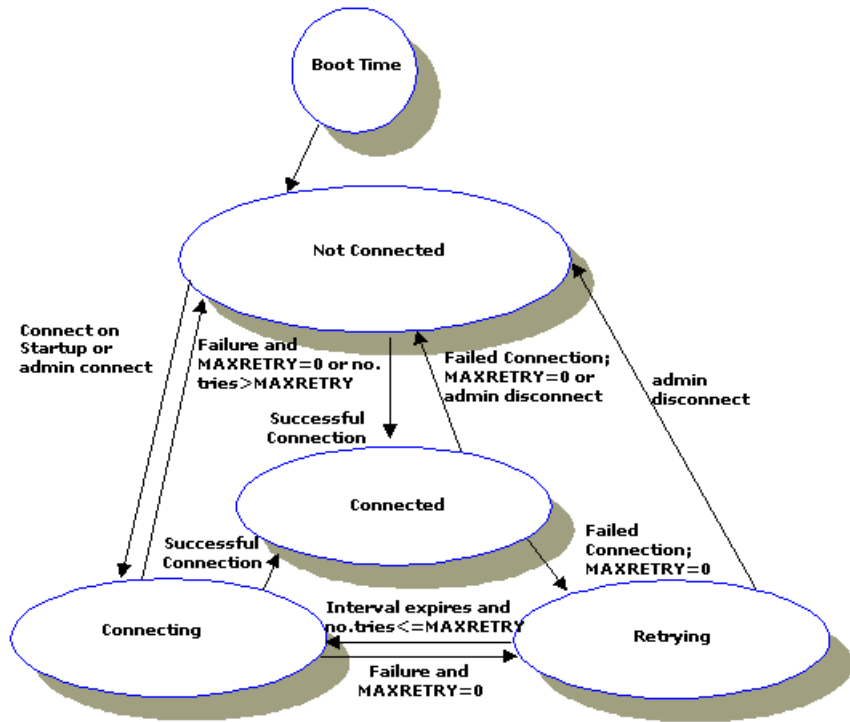 Boot Time
Not Connected
Connect on
Startup or
admin connect
Failure and
MAXRETRY=0 or no.
tries>MAXRETRY
Failed Connection;
MAXRETRY=0 or
admin disconnect
admin
disconnect
Successful
Connection
Connected
Successful
Connection
Failed
Connection;
MAXRETRY=0
Connecting
Interval expires and
no.tries<=MAXRETRY
Retrying
Failure and
MAXRETRY=0